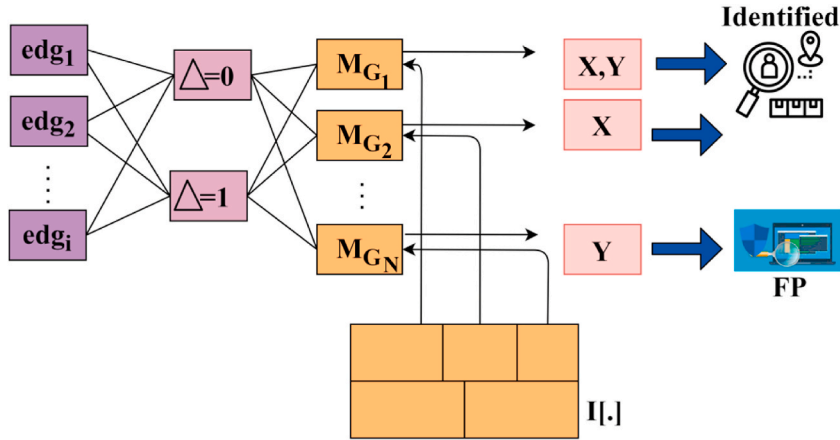 Identified
edg1
Δ=0
MG1
X,Y
edg2
MG2
X
Δ=1
edgi
MGN
Y
FP
I[.]